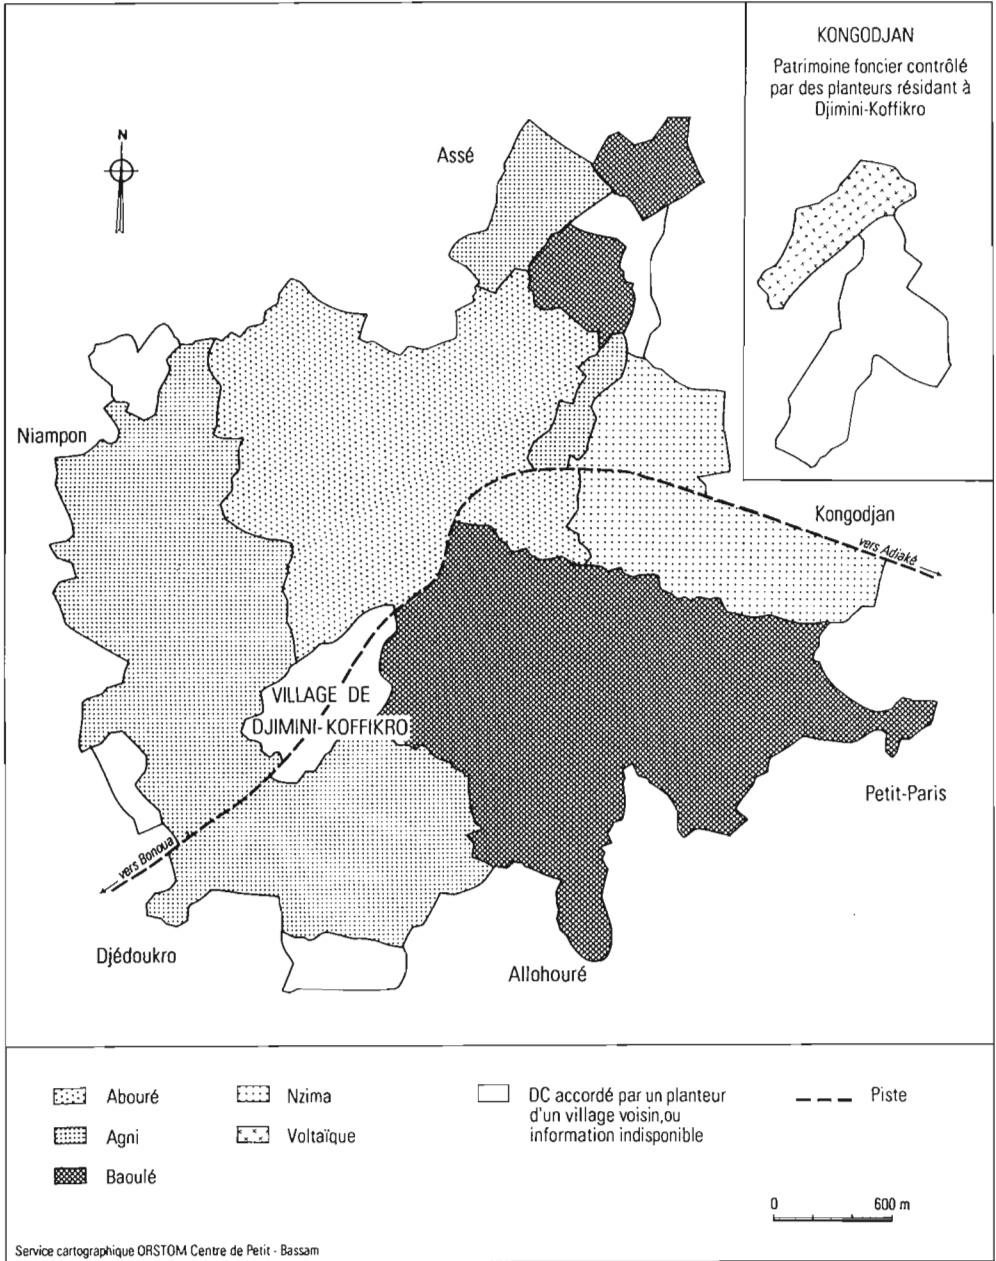 KONGODJAN
Patrimoine foncier contrôlé
par des planteurs résidant à
Djimini-Koffikro
N
Assé
Niampon
Kongodjan
vers Adiaké
VILLAGE DE
DJIMINI-KOFFIKRO
Petit-Paris
vers Bonoua
Djédoukro
Allohouré
Abouré
Agni
Baoulé
Nzima
Voltaïque
DC accordé par un planteur
d'un village voisin,ou
information indisponible
Piste
0 600 m
Service cartographique ORSTOM Centre de Petit - Bassam